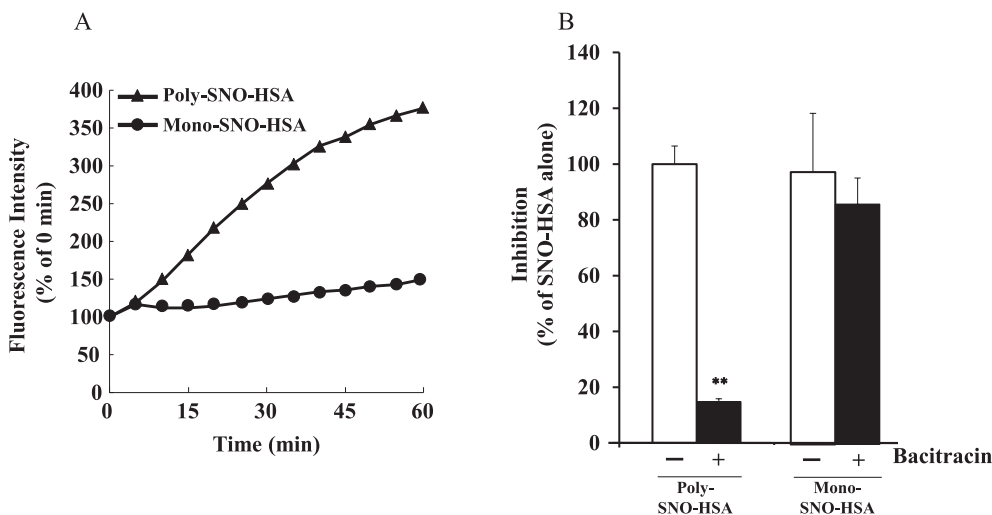 A
Fluorescence Intensity
(% of 0 min)
400
350
300
250
200
150
100
50
0
Poly-SNO-HSA
Mono-SNO-HSA
0
15
30
45
60
Time (min)
B
Inhibition
(% of SNO-HSA alone)
140
120
100
80
60
40
20
0
**
− + − + Bacitracin
Poly-
SNO-HSA
Mono-
SNO-HSA